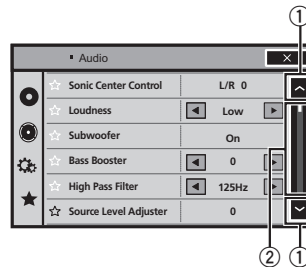 ①
Audio
Sonic Center Control L/R 0
Loudness Low
Subwoofer On
Bass Booster 0
High Pass Filter 125Hz
Source Level Adjuster 0
② ①